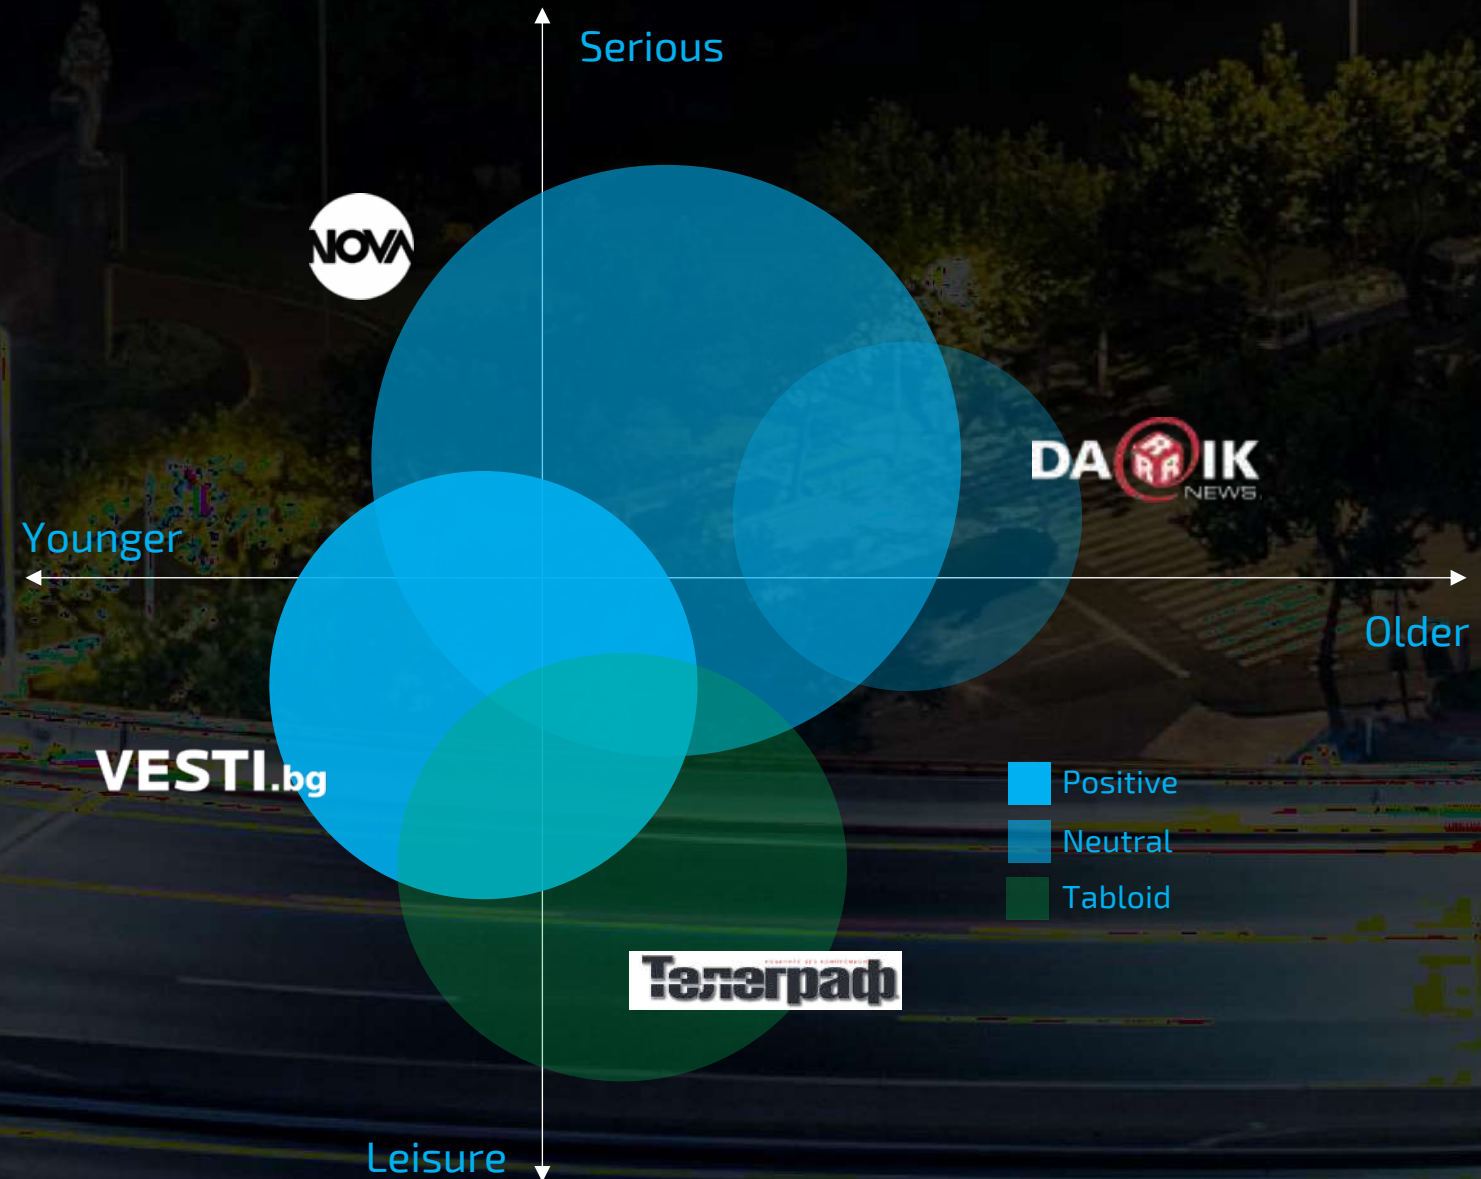 Serious
NOVA
DARIK
NEWS
Younger
Older
VESTI.bg
Positive
Neutral
Tabloid
Телеграф
Leisure